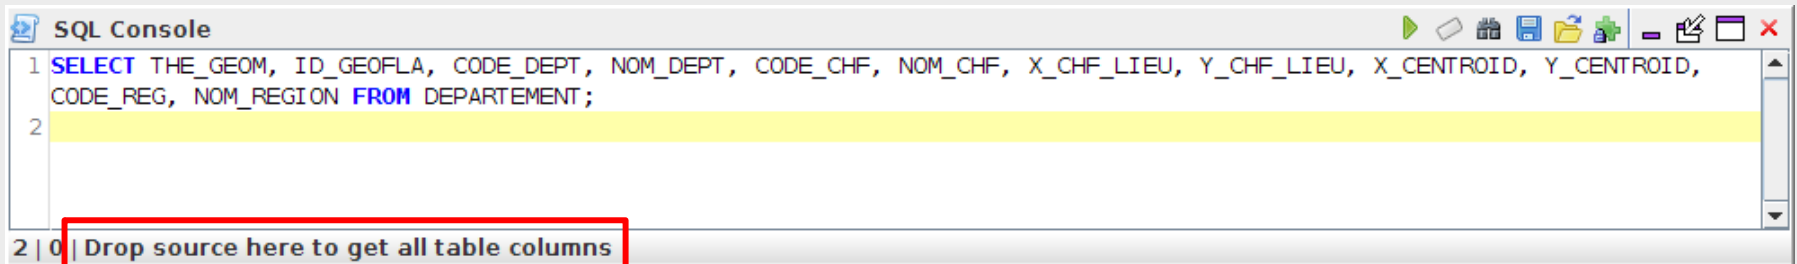 SQL Console
1 SELECT THE_GEOM, ID_GEOFLA, CODE_DEPT, NOM_DEPT, CODE_CHF, NOM_CHF, X_CHF_LIEU, Y_CHF_LIEU, X_CENTROID, Y_CENTROID,
CODE_REG, NOM_REGION FROM DEPARTEMENT;
2
2 | 0 | Drop source here to get all table columns